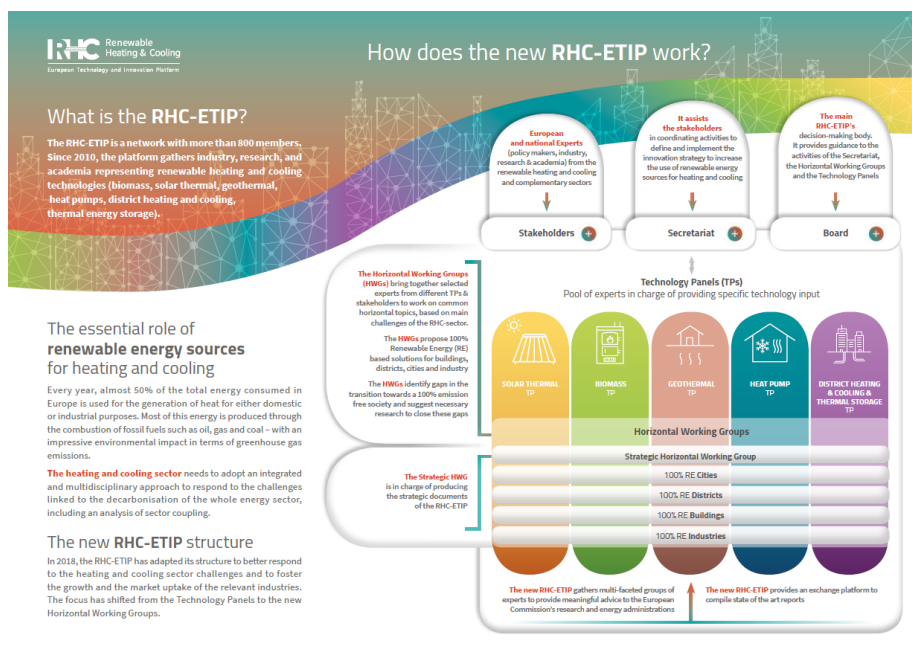 RHC Renewable
Heating & Cooling
European Technology and Innovation Platform
How does the new RHC-ETIP work?
What is the RHC-ETIP?
The RHC-ETIP is a network with more than 800 members.
Since 2010, the platform gathers industry, research, and
academia representing renewable heating and cooling
technologies (biomass, solar thermal, geothermal,
heat pumps, district heating and cooling,
thermal energy storage).
European
and national Experts
(policy makers, industry,
research & academia) from the
renewable heating and cooling
and complementary sectors
Stakeholders +
It assists
the stakeholders
in coordinating activities to
define and implement the
innovation strategy to increase
the use of renewable energy
sources for heating and cooling
Secretariat +
The main
RHC-ETIP's
decision-making body.
It provides guidance to the
activities of the Secretariat,
the Horizontal Working Groups
and the Technology Panels
Board +
The essential role of
renewable energy sources
for heating and cooling
Every year, almost 50% of the total energy consumed in
Europe is used for the generation of heat for either domestic
or industrial purposes. Most of this energy is produced through
the combustion of fossil fuels such as oil, gas and coal – with an
impressive environmental impact in terms of greenhouse gas
emissions.
The heating and cooling sector needs to adopt an integrated
and multidisciplinary approach to respond to the challenges
linked to the decarbonisation of the whole energy sector,
including an analysis of sector coupling.
The new RHC-ETIP structure
In 2018, the RHC-ETIP has adapted its structure to better respond
to the heating and cooling sector challenges and to foster
the growth and the market uptake of the relevant industries.
The focus has shifted from the Technology Panels to the new
Horizontal Working Groups.
The Horizontal Working Groups
(HWGs) bring together selected
experts from different TPs &
stakeholders to work on common
horizontal topics, based on main
challenges of the RHC-sector.
The HWGs propose 100%
Renewable Energy (RE)
based solutions for buildings,
districts, cities and industry
The HWGs identify gaps in the
transition towards a 100% emission
free society and suggest necessary
research to close these gaps
The Strategic HWG
is in charge of producing
the strategic documents
of the RHC-ETIP
Technology Panels (TPs)
Pool of experts in charge of providing specific technology input
SOLAR THERMAL
TP
BIOMASS
TP
GEOTHERMAL
TP
HEAT PUMP
TP
DISTRICT HEATING
& COOLING &
THERMAL STORAGE
TP
Horizontal Working Groups
Strategic Horizontal Working Group
100% RE Cities
100% RE Districts
100% RE Buildings
100% RE Industries
The new RHC-ETIP gathers multi-faceted groups of
experts to provide meaningful advice to the European
Commission's research and energy administrations
The new RHC-ETIP provides an exchange platform to
compile state of the art reports